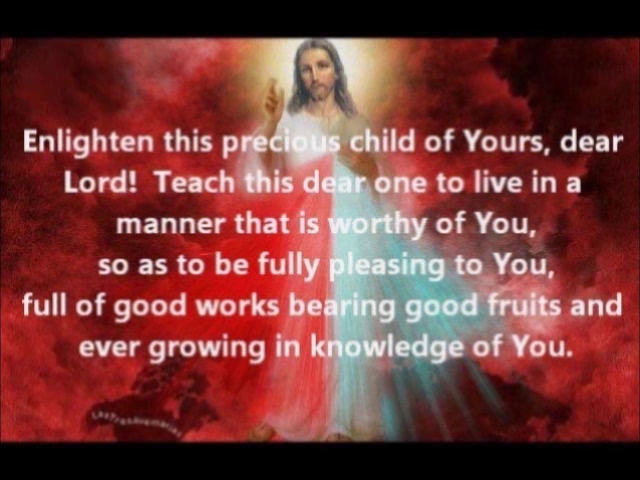 Enlighten this precious child of Yours, dear
Lord! Teach this dear one to live in a
manner that is worthy of You,
so as to be fully pleasing to You,
full of good works bearing good fruits and
ever growing in knowledge of You.